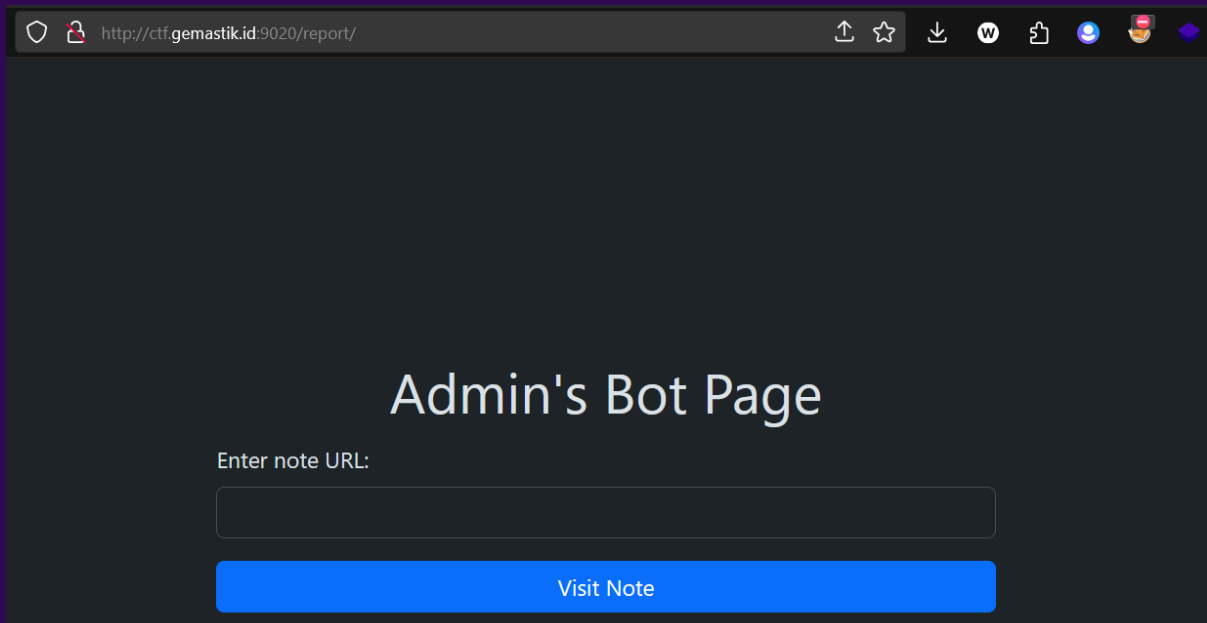 http://ctf.gemastik.id:9020/report/
W
Admin's Bot Page
Enter note URL:
Visit Note